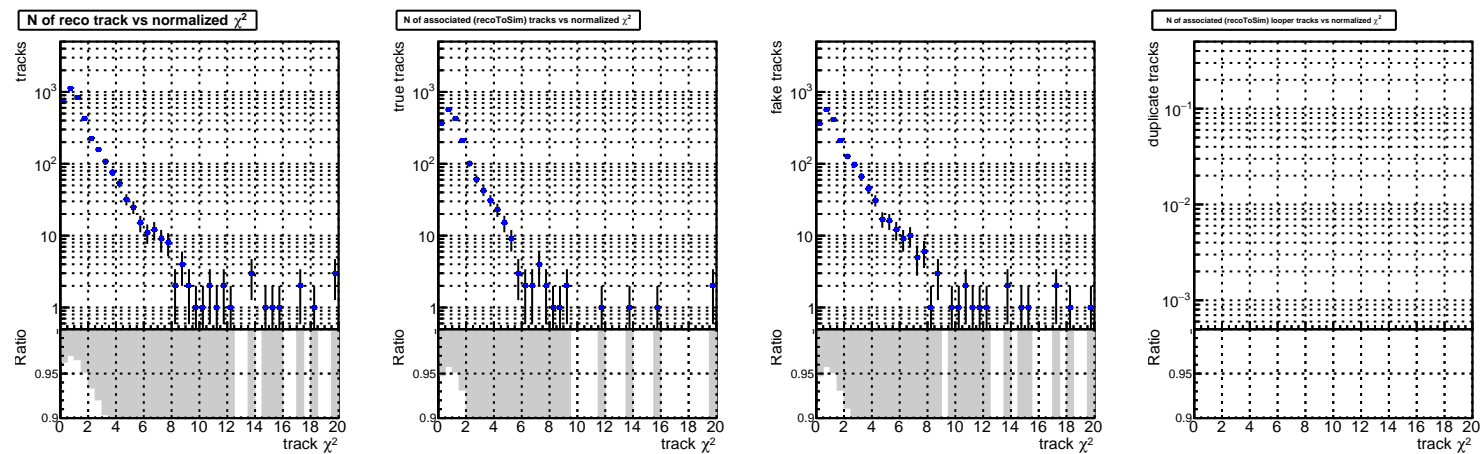 N of reco track vs normalized χ²
tracks
10³
10²
10
1
Ratio
0.95
0.9
0 2 4 6 8 10 12 14 16 18 20
track χ²
N of associated (recoToSim) tracks vs normalized χ²
true tracks
10³
10²
10
1
Ratio
0.95
0.9
0 2 4 6 8 10 12 14 16 18 20
track χ²
fake tracks
10³
10²
10
1
Ratio
0.95
0.9
0 2 4 6 8 10 12 14 16 18 20
track χ²
N of associated (recoToSim) looper tracks vs normalized χ²
duplicate tracks
10⁻¹
10⁻²
10⁻³
Ratio
0.95
0.9
0 2 4 6 8 10 12 14 16 18 20
track χ²